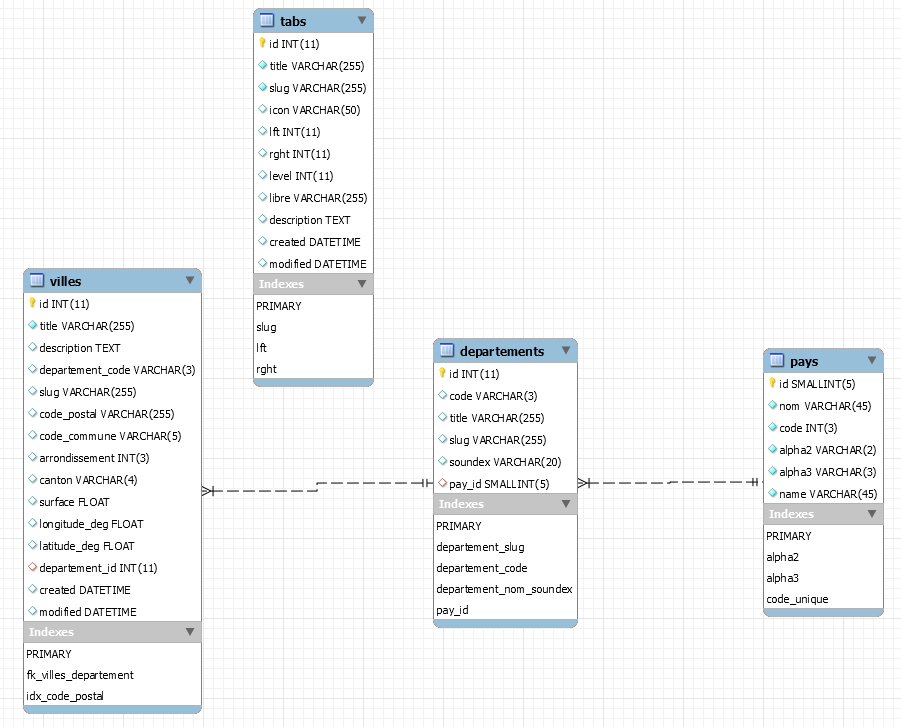 tabs
id INT(11)
title VARCHAR(255)
slug VARCHAR(255)
icon VARCHAR(50)
lft INT(11)
rght INT(11)
level INT(11)
libre VARCHAR(255)
description TEXT
created DATETIME
modified DATETIME
Indexes
PRIMARY
slug
lft
rght
villes
id INT(11)
title VARCHAR(255)
description TEXT
departement_code VARCHAR(3)
slug VARCHAR(255)
code_postal VARCHAR(255)
code_commune VARCHAR(5)
arrondissement INT(3)
canton VARCHAR(4)
surface FLOAT
longitude_deg FLOAT
latitude_deg FLOAT
departement_id INT(11)
created DATETIME
modified DATETIME
Indexes
PRIMARY
fk_villes_departement
idx_code_postal
departements
id INT(11)
code VARCHAR(3)
title VARCHAR(255)
slug VARCHAR(255)
soundex VARCHAR(20)
pay_id SMALLINT(5)
Indexes
PRIMARY
departement_slug
departement_code
departement_nom_soundex
pay_id
pays
id SMALLINT(5)
nom VARCHAR(45)
code INT(3)
alpha2 VARCHAR(2)
alpha3 VARCHAR(3)
name VARCHAR(45)
Indexes
PRIMARY
alpha2
alpha3
code_unique